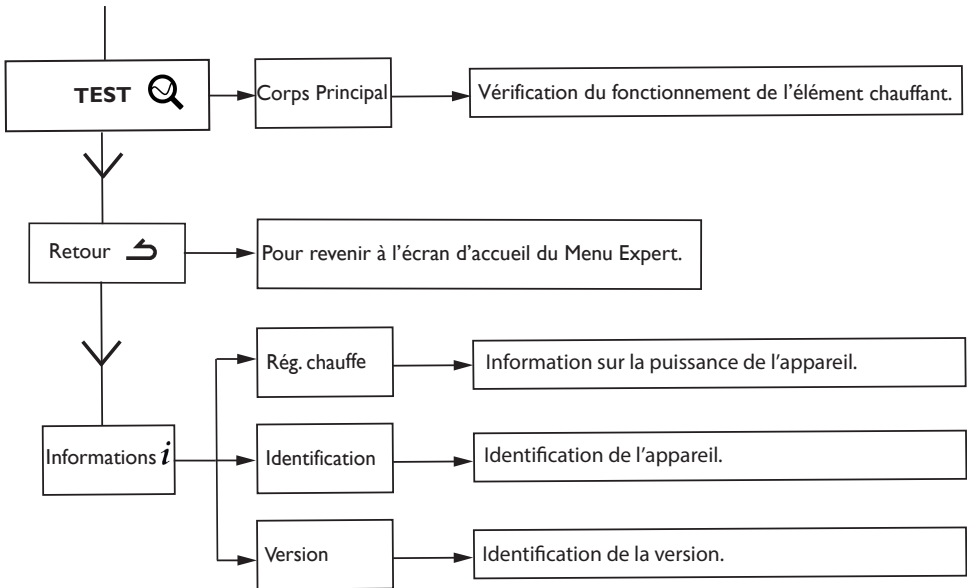 TEST
Corps Principal
Vérification du fonctionnement de l'élément chauffant.
Retour
Pour revenir à l'écran d'accueil du Menu Expert.
Rég. chauffe
Information sur la puissance de l'appareil.
Informations i
Identification
Identification de l'appareil.
Version
Identification de la version.